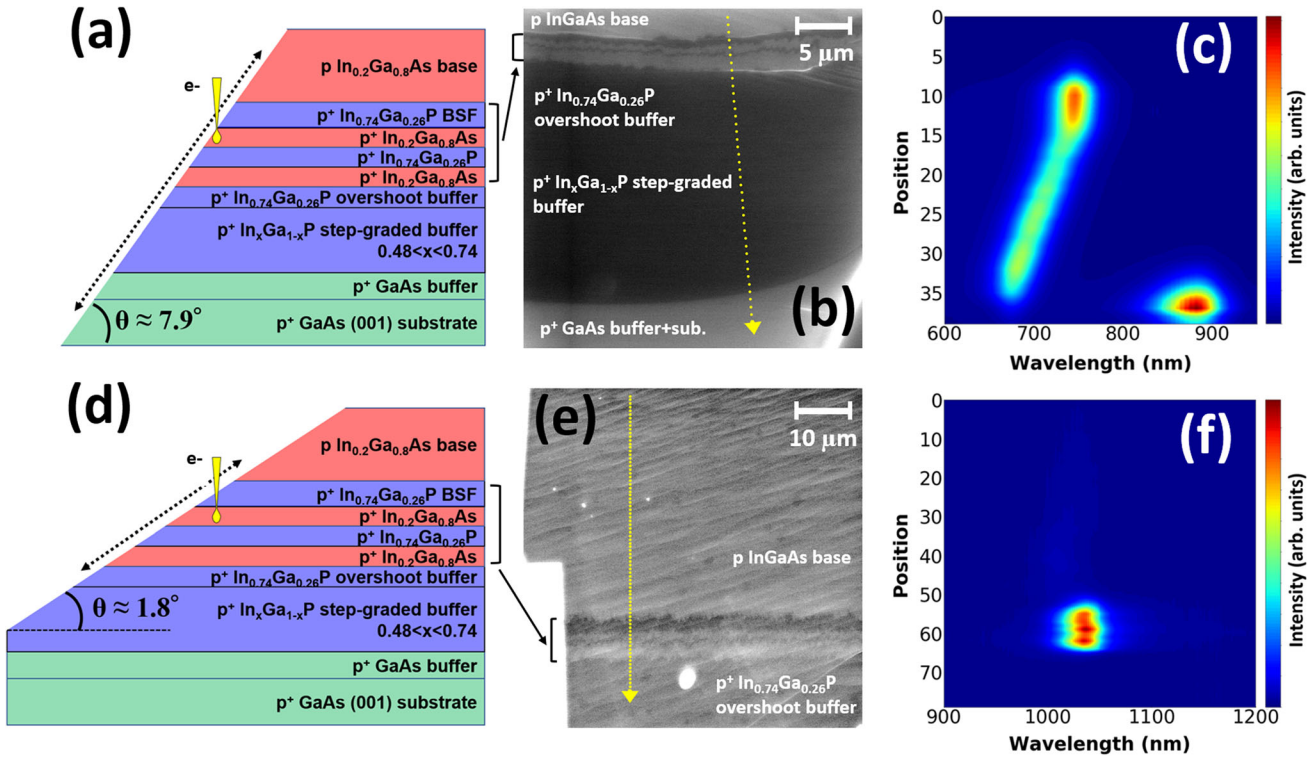 (a)
e-
p In0.2Ga0.8As base
p+ In0.74Ga0.26P BSF
p+ In0.2Ga0.8As
p+ In0.74Ga0.26P
p+ In0.2Ga0.8As
p+ In0.74Ga0.26P overshoot buffer
p+ InxGa1-xP step-graded buffer
0.48<x<0.74
p+ GaAs buffer
θ ≈ 7.9°
p+ GaAs (001) substrate
p InGaAs base
5 μm
p+ In0.74Ga0.26P
overshoot buffer
p+ InxGa1-xP step-graded
buffer
(b)
p+ GaAs buffer+sub.
(c)
0
5
10
15
20
25
30
35
Position
600
700
800
900
Wavelength (nm)
Intensity (arb. units)
(d)
e-
p In0.2Ga0.8As base
p+ In0.74Ga0.26P BSF
p+ In0.2Ga0.8As
p+ In0.74Ga0.26P
p+ In0.2Ga0.8As
p+ In0.74Ga0.26P overshoot buffer
θ ≈ 1.8°
p+ InxGa1-xP step-graded buffer
0.48<x<0.74
p+ GaAs buffer
p+ GaAs (001) substrate
(e)
10 μm
p InGaAs base
p+ In0.74Ga0.26P
overshoot buffer
(f)
0
10
20
30
40
50
60
70
Position
900
1000
1100
1200
Wavelength (nm)
Intensity (arb. units)